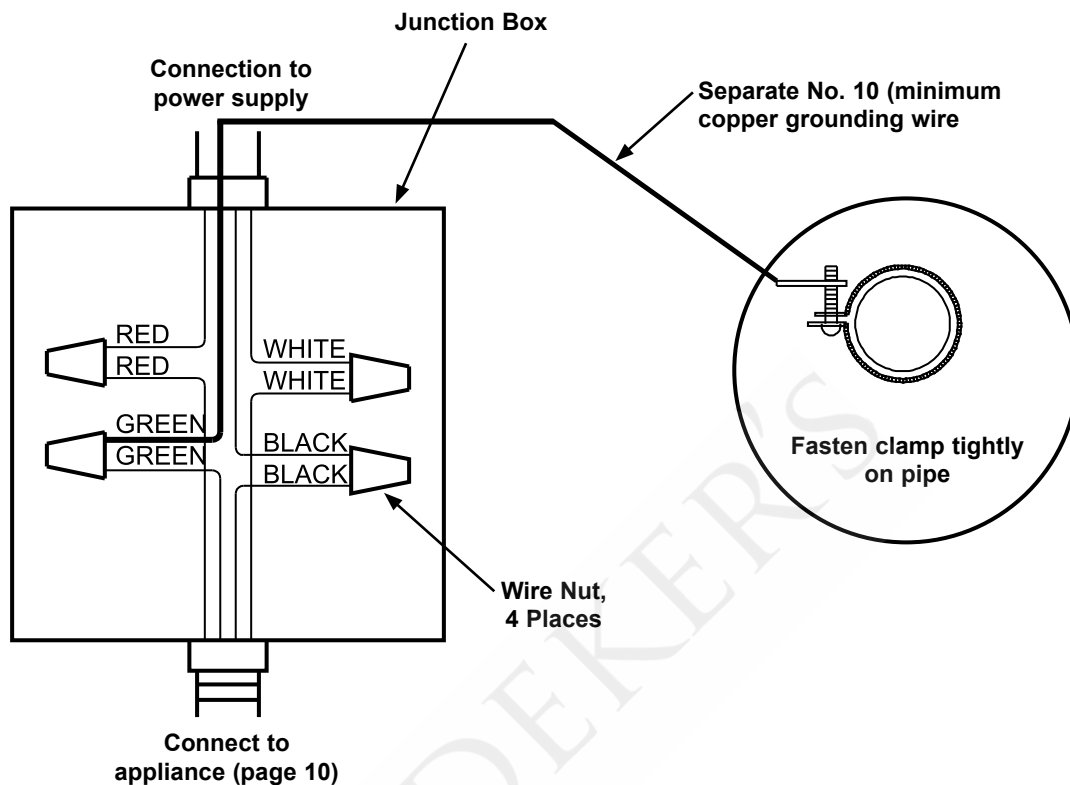 Junction Box
Connection to
power supply
Separate No. 10 (minimum
copper grounding wire
RED
RED
GREEN
GREEN
WHITE
WHITE
BLACK
BLACK
Fasten clamp tightly
on pipe
Wire Nut,
4 Places
Connect to
appliance (page 10)
DEKER'S